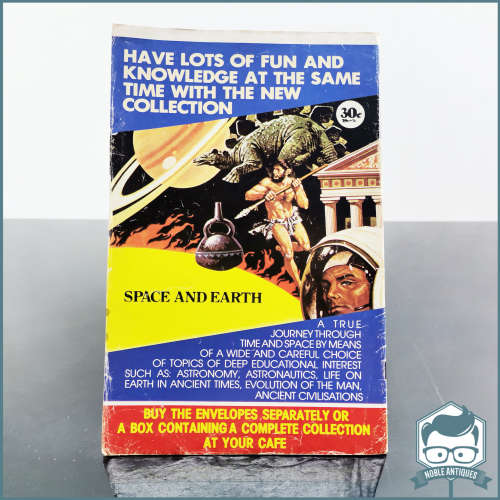 HAVE LOTS OF FUN AND
KNOWLEDGE AT THE SAME
TIME WITH THE NEW
COLLECTION
30c
SPACE AND EARTH
A TRUE
JOURNEY THROUGH
TIME AND SPACE BY MEANS
OF A WIDE AND CAREFUL CHOICE
OF TOPICS OF DEEP EDUCATIONAL INTEREST
SUCH AS: ASTRONOMY, ASTRONAUTICS, LIFE ON
EARTH IN ANCIENT TIMES, EVOLUTION OF THE MAN,
ANCIENT CIVILISATIONS
BUY THE ENVELOPES SEPARATELY OR
A BOX CONTAINING A COMPLETE COLLECTION
AT YOUR CAFE
NOBLE ANTIQUES